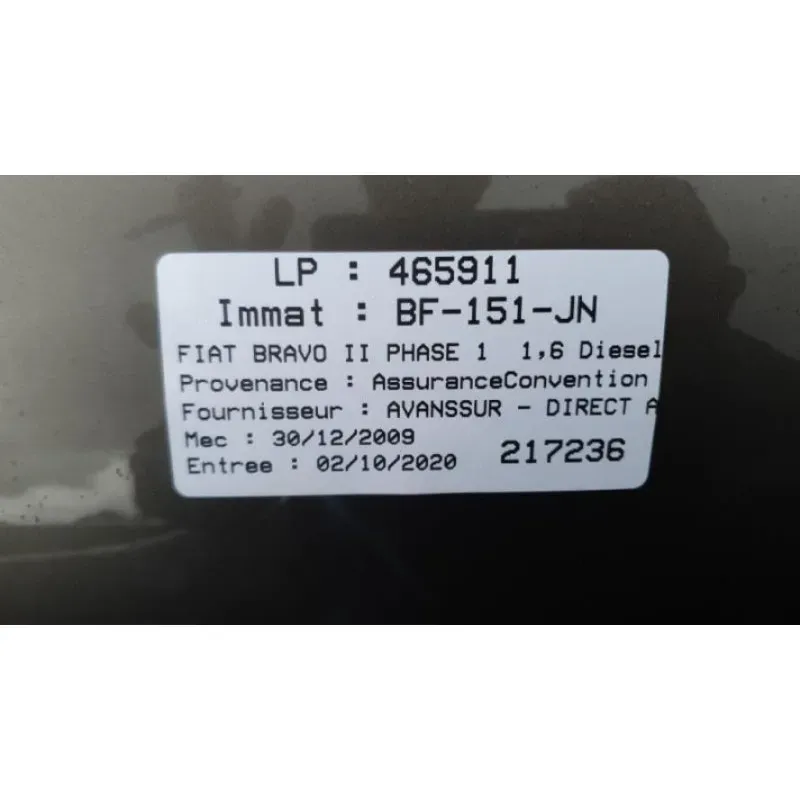 LP : 465911
Immat : BF-151-JN
FIAT BRAVO II PHASE 1 1,6 Diesel
Provenance : AssuranceConvention
Fournisseur : AVANSSUR - DIRECT A
Mec : 30/12/2009
Entree : 02/10/2020 217236